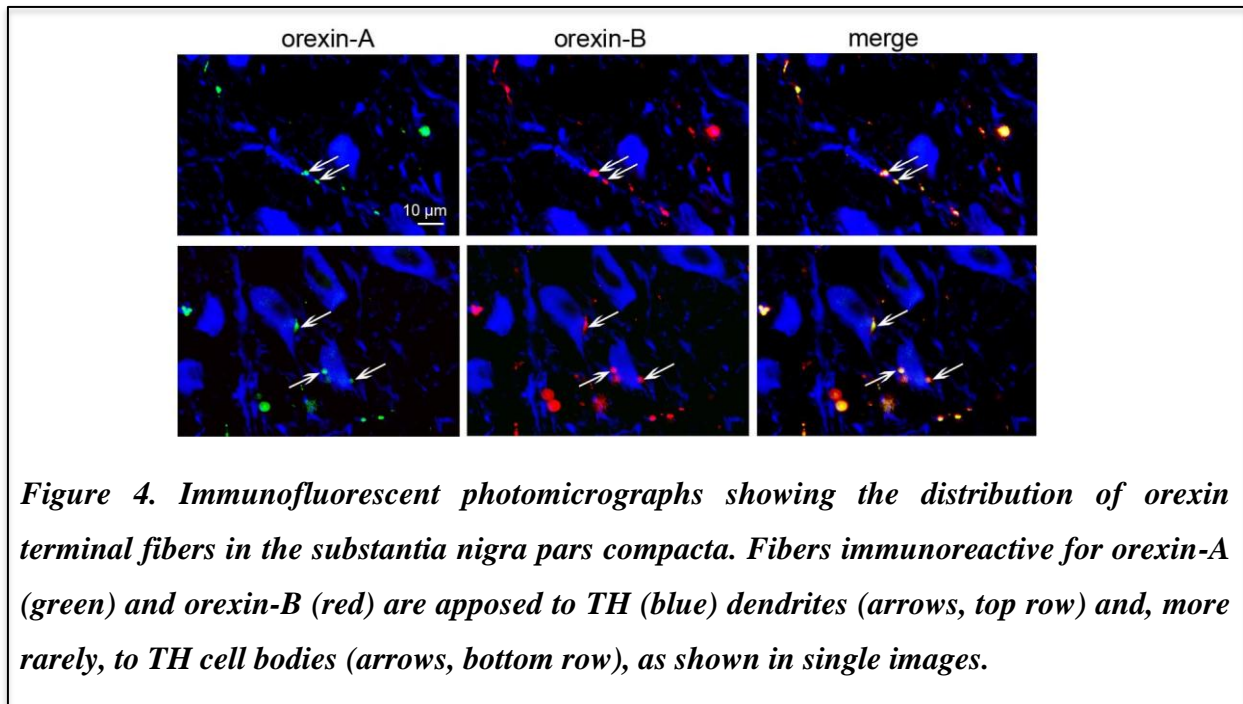 orexin-A orexin-B merge
10 µm
Figure 4. Immunofluorescent photomicrographs showing the distribution of orexin
terminal fibers in the substantia nigra pars compacta. Fibers immunoreactive for orexin-A
(green) and orexin-B (red) are apposed to TH (blue) dendrites (arrows, top row) and, more
rarely, to TH cell bodies (arrows, bottom row), as shown in single images.